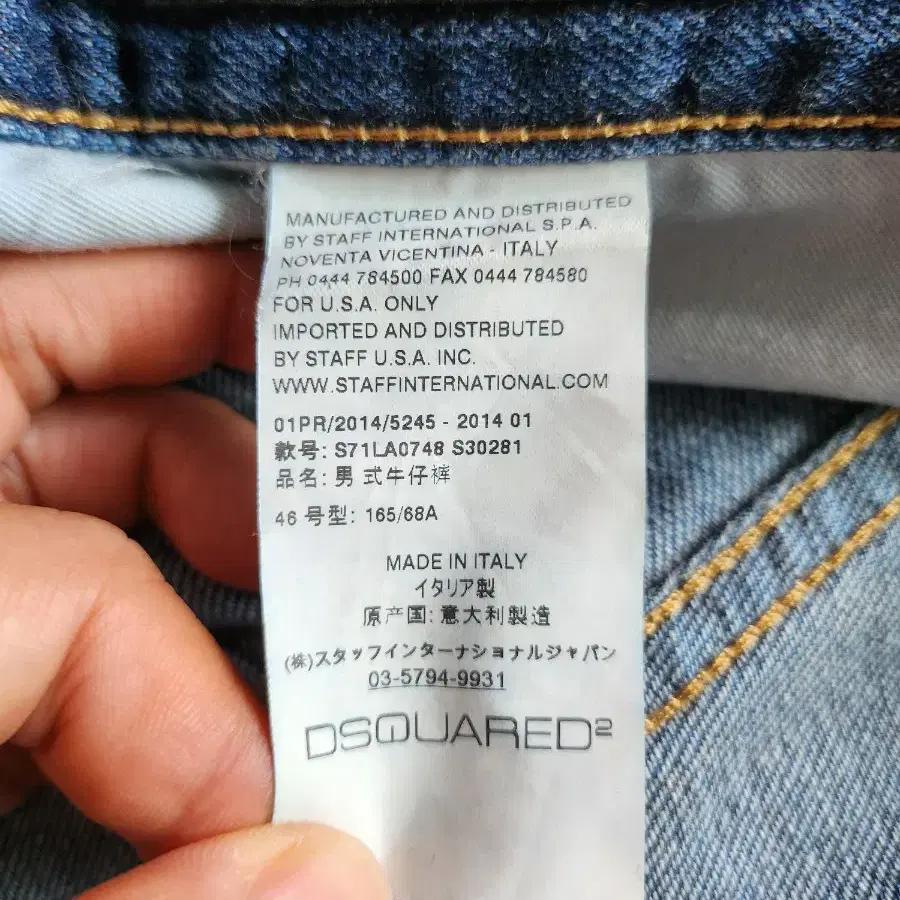 MANUFACTURED AND DISTRIBUTED
BY STAFF INTERNATIONAL S.P.A.
NOVENTA VICENTINA - ITALY
PH 0444 784500 FAX 0444 784580
FOR U.S.A. ONLY
IMPORTED AND DISTRIBUTED
BY STAFF U.S.A. INC.
WWW.STAFFINTERNATIONAL.COM
01PR/2014/5245 - 2014 01
款号: S71LA0748 S30281
品名: 男 式牛仔裤
46 号型: 165/68A
MADE IN ITALY
イタリア製
原产国: 意大利製造
(株)スタッフインターナショナルジャパン
03-5794-9931
DSQUARED2